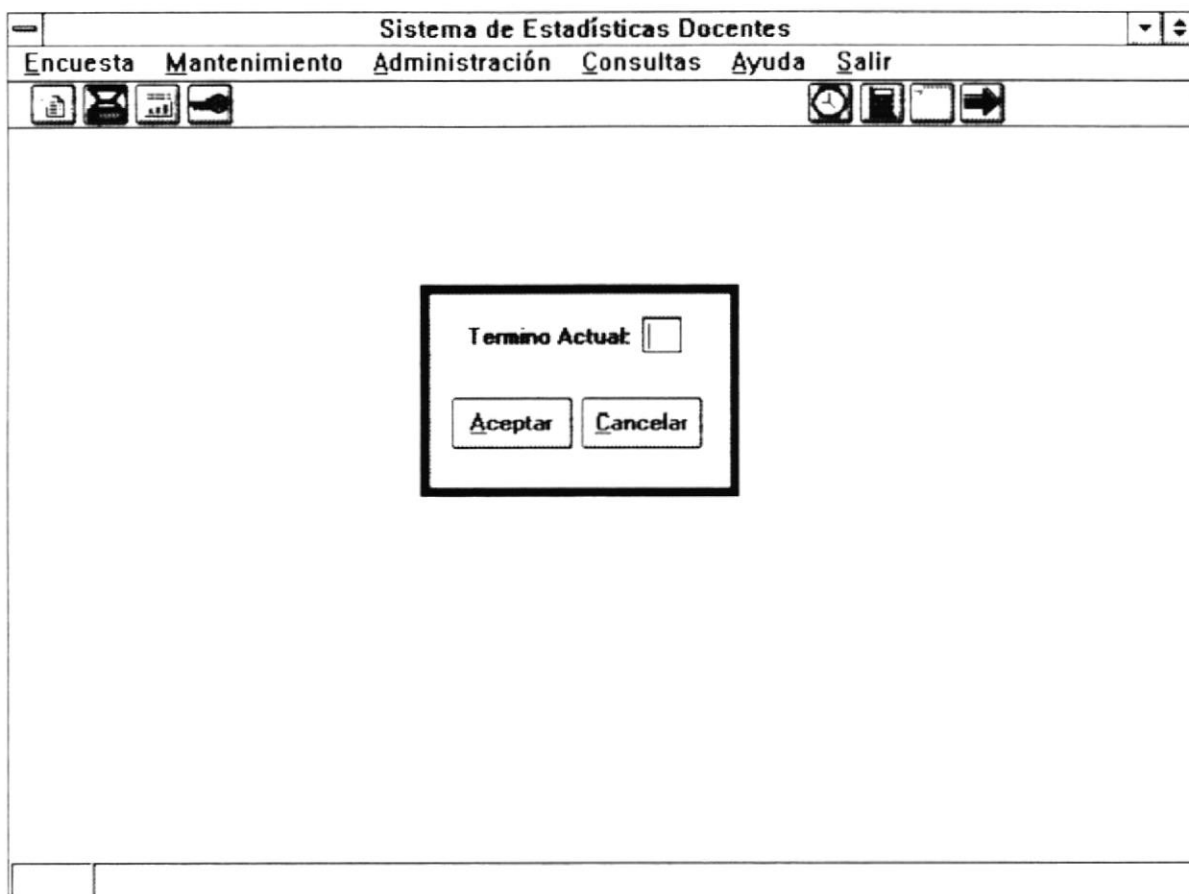 Sistema de Estadísticas Docentes
Encuesta Mantenimiento Administración Consultas Ayuda Salir
Termino Actual:
Aceptar Cancelar